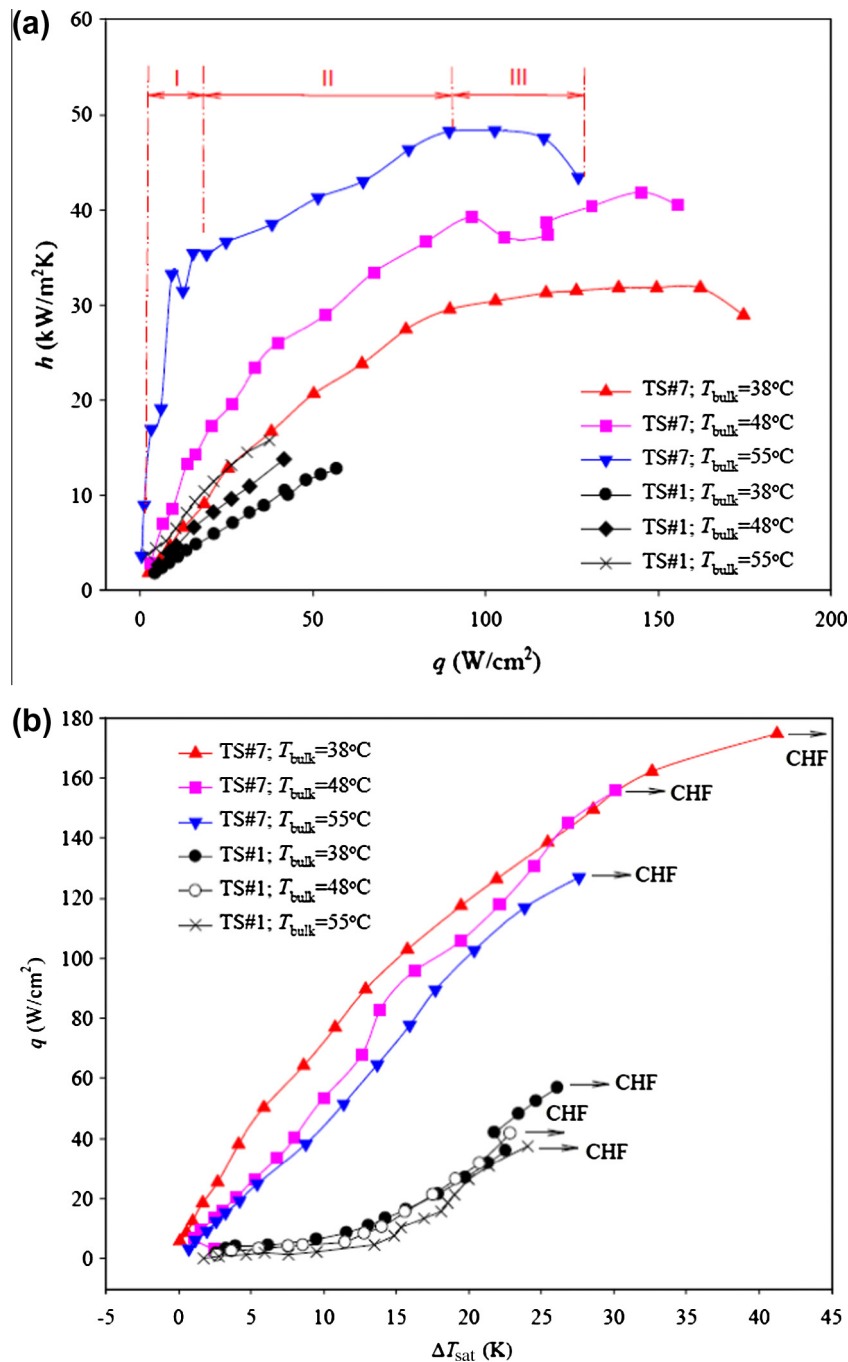 (a)
60
50
40
30
20
10
0
h (kW/m²K)
I II III
TS#7; Tbulk=38°C
TS#7; Tbulk=48°C
TS#7; Tbulk=55°C
TS#1; Tbulk=38°C
TS#1; Tbulk=48°C
TS#1; Tbulk=55°C
0 50 100 150 200
q (W/cm²)
(b)
180
160
140
120
100
80
60
40
20
0
q (W/cm²)
TS#7; Tbulk=38°C
TS#7; Tbulk=48°C
TS#7; Tbulk=55°C
TS#1; Tbulk=38°C
TS#1; Tbulk=48°C
TS#1; Tbulk=55°C
CHF
CHF
CHF
CHF
CHF
CHF
-5 0 5 10 15 20 25 30 35 40 45
ΔTsat (K)